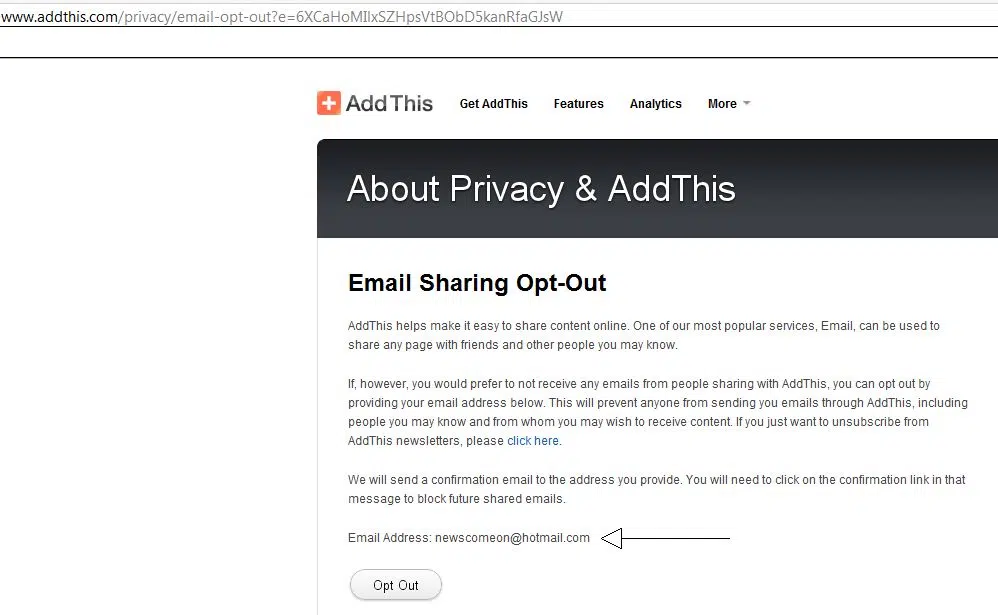 www.addthis.com/privacy/email-opt-out?e=6XCaHoMIlxSZHpsVtBObD5kanRfaGJsW
AddThis Get AddThis Features Analytics More
About Privacy & AddThis
Email Sharing Opt-Out
AddThis helps make it easy to share content online. One of our most popular services, Email, can be used to
share any page with friends and other people you may know.
If, however, you would prefer to not receive any emails from people sharing with AddThis, you can opt out by
providing your email address below. This will prevent anyone from sending you emails through AddThis, including
people you may know and from whom you may wish to receive content. If you just want to unsubscribe from
AddThis newsletters, please click here.
We will send a confirmation email to the address you provide. You will need to click on the confirmation link in that
message to block future shared emails.
Email Address: newscomeon@hotmail.com
Opt Out